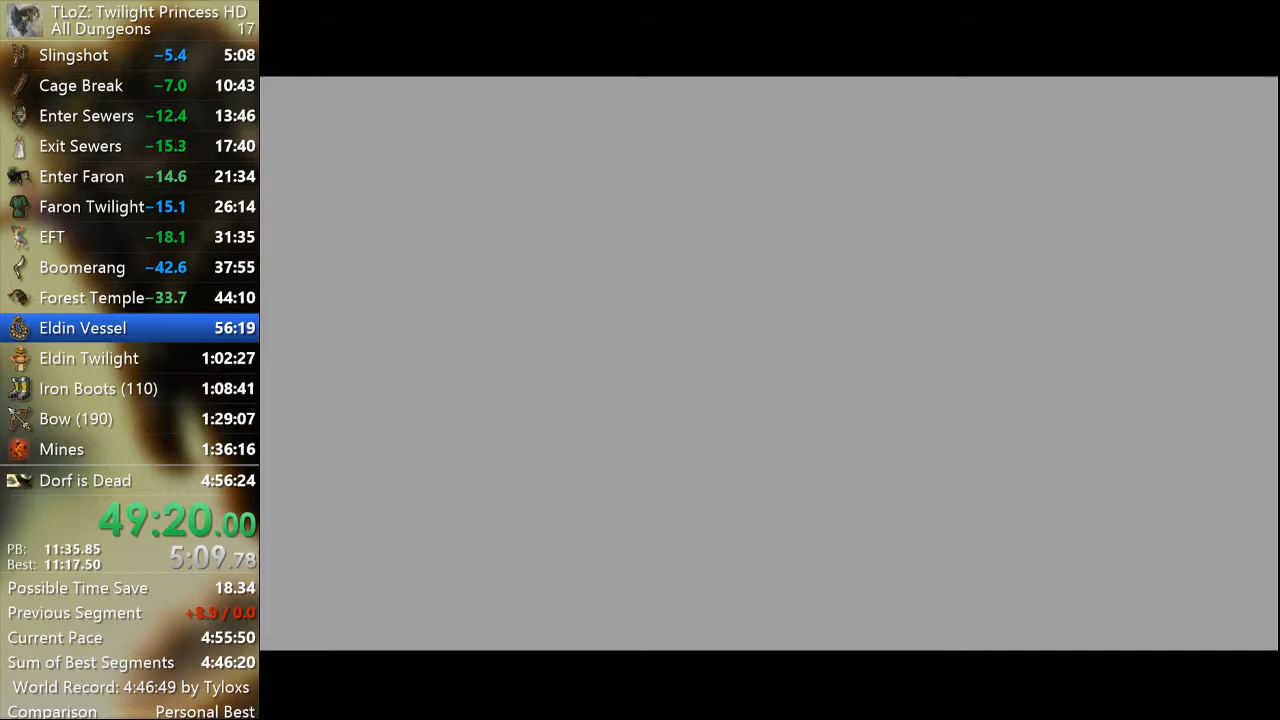 TLoZ: Twilight Princess HD
All Dungeons 17
Slingshot −5.4 5:08
Cage Break −7.0 10:43
Enter Sewers −12.4 13:46
Exit Sewers −15.3 17:40
Enter Faron −14.6 21:34
Faron Twilight −15.1 26:14
EFT −18.1 31:35
Boomerang −42.6 37:55
Forest Temple −33.7 44:10
Eldin Vessel 56:19
Eldin Twilight 1:02:27
Iron Boots (110) 1:08:41
Bow (190) 1:29:07
Mines 1:36:16
Dorf is Dead 4:56:24
49:20.00
PB: 11:35.85
Best: 11:17.50
5:09.78
Possible Time Save 18.34
Previous Segment +8.9 / 0.0
Current Pace 4:55:50
Sum of Best Segments 4:46:20
World Record: 4:46:49 by Tyloxs
Comparison Personal Best